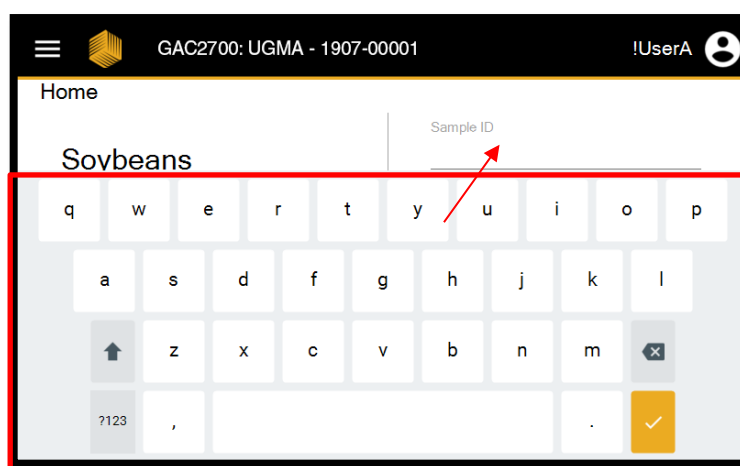 GAC2700: UGMA - 1907-00001 !UserA
Home
Sample ID
Soybeans
q w e r t y u i o p
a s d f g h j k l
z x c v b n m
?123 , .